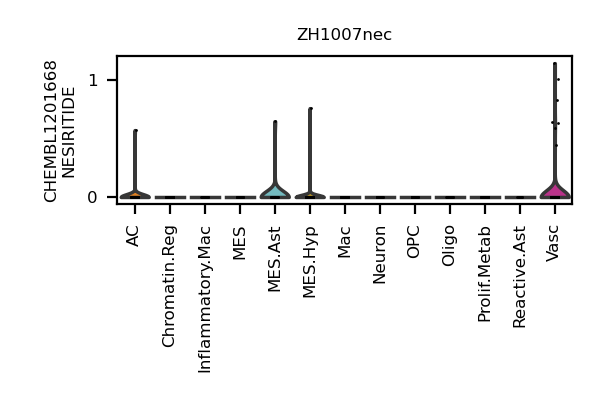 ZH1007nec
CHEMBL1201668
NESIRITIDE
1
0
AC
Chromatin.Reg
Inflammatory.Mac
MES
MES.Ast
MES.Hyp
Mac
Neuron
OPC
Oligo
Prolif.Metab
Reactive.Ast
Vasc